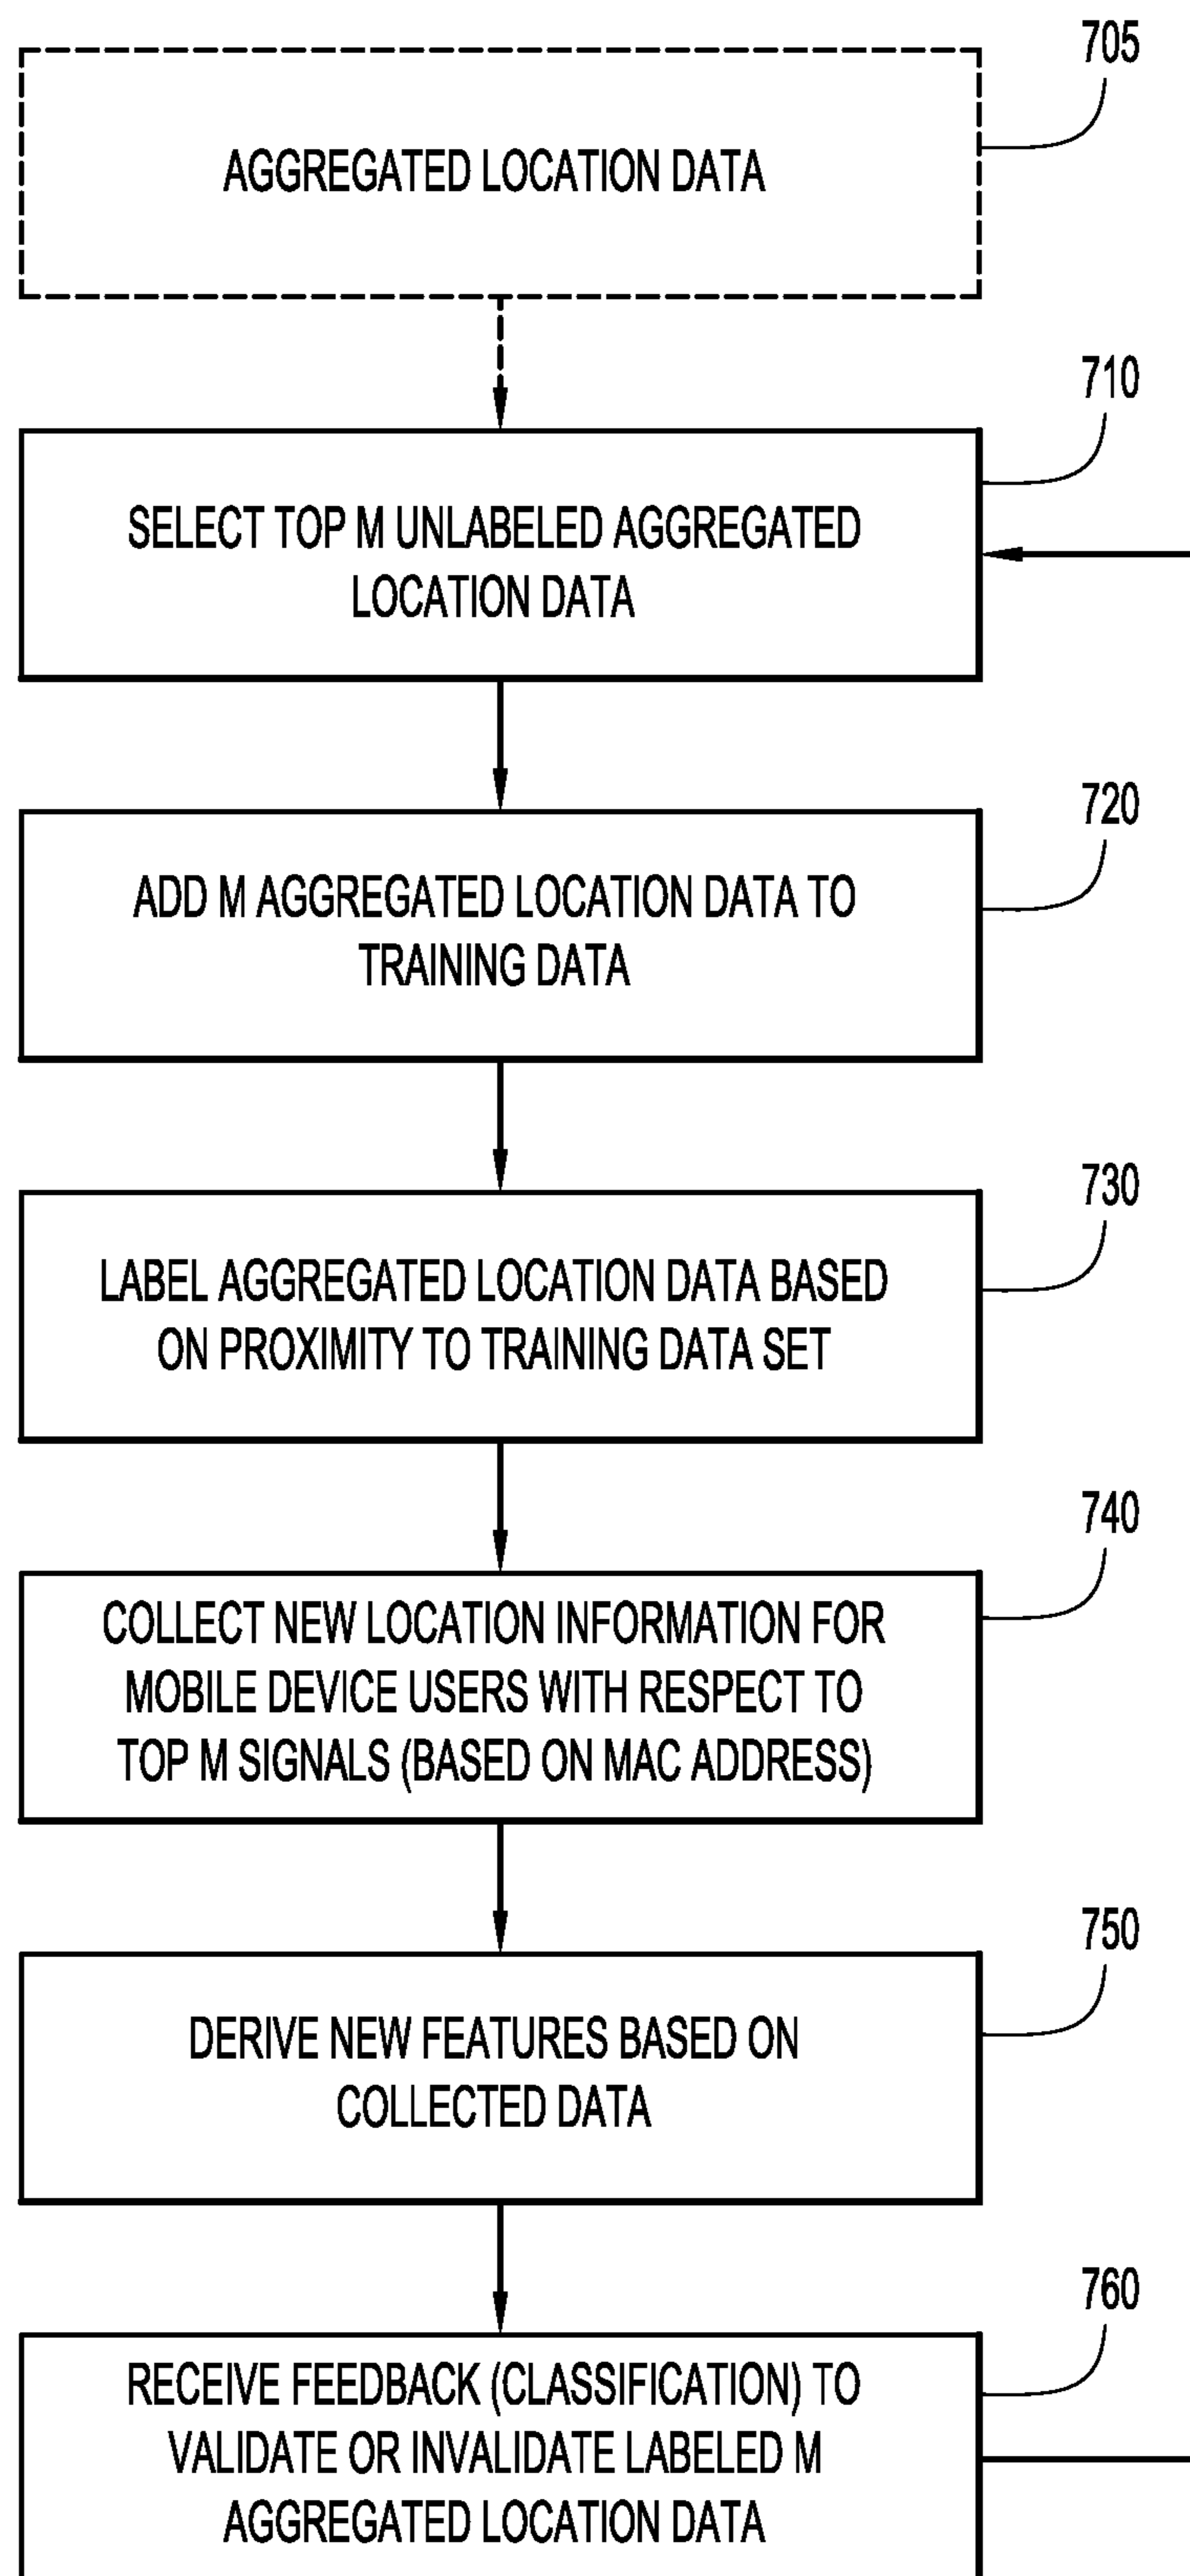 705
AGGREGATED LOCATION DATA
710
SELECT TOP M UNLABELED AGGREGATED
LOCATION DATA
720
ADD M AGGREGATED LOCATION DATA TO
TRAINING DATA
730
LABEL AGGREGATED LOCATION DATA BASED
ON PROXIMITY TO TRAINING DATA SET
740
COLLECT NEW LOCATION INFORMATION FOR
MOBILE DEVICE USERS WITH RESPECT TO
TOP M SIGNALS (BASED ON MAC ADDRESS)
750
DERIVE NEW FEATURES BASED ON
COLLECTED DATA
760
RECEIVE FEEDBACK (CLASSIFICATION) TO
VALIDATE OR INVALIDATE LABELED M
AGGREGATED LOCATION DATA